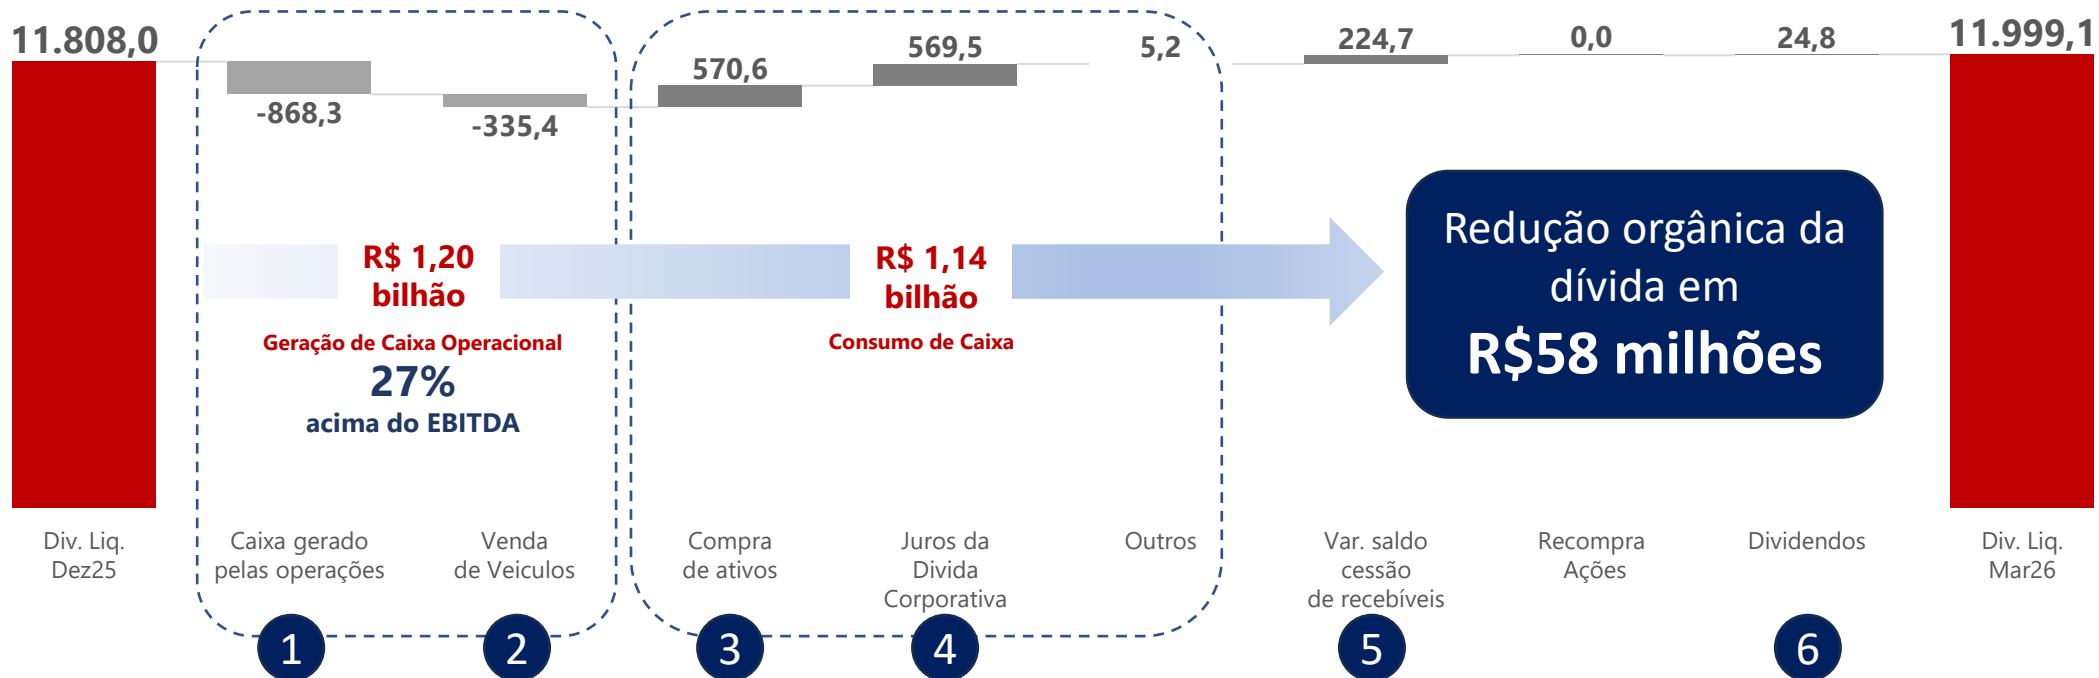 11.808,0
-868,3
-335,4
570,6
569,5
5,2
224,7
0,0
24,8
11.999,1
R$ 1,20
bilhão
Geração de Caixa Operacional
27%
acima do EBITDA
R$ 1,14
bilhão
Consumo de Caixa
Redução orgânica da
dívida em
R$58 milhões
Div. Liq.
Dez25
Caixa gerado
pelas operações
Venda
de Veiculos
Compra
de ativos
Juros da
Divida
Corporativa
Outros
Var. saldo
cessão
de recebíveis
Recompra
Ações
Dividendos
Div. Liq.
Mar26
1
2
3
4
5
6